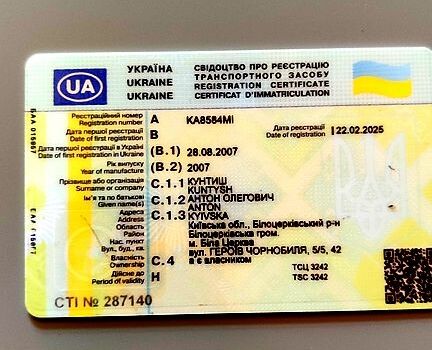 UA
УКРАЇНА
UKRAINE
UKRAINE
СВІДОЦТВО ПРО РЕЄСТРАЦІЮ
ТРАНСПОРТНОГО ЗАСОБУ
REGISTRATION CERTIFICATE
CERTIFICAT D'IMMATRICULATION
Реєстраційний номер
Registration number
A KA8584MI
Дата першої реєстрації
Date of first registration
B
Дата реєстрації
Date of registration
I 22.02.2025
Дата першої реєстрації в Україні
Date of first registration in Ukraine
(B.1) 28.08.2007
Рік випуску
Year of manufacture
(B.2) 2007
Прізвище або організація
Surname or company
C.1.1 КУНТИШ
KUNTYSH
Ім'я та по батькові
Given name(s)
C.1.2 АНТОН ОЛЕГОВИЧ
ANTON
Адреса
Address
C.1.3 KYIVSKA
Область
Район
Нас. пункт
Вул., буд., кв.
Київська обл., Білоцерківський р-н
Білоцерківська гром.
м. Біла Церква
вул. ГЕРОЇВ ЧОРНОБИЛЯ, 5/5, 42
Власність
Ownership
C.4 а є власником
Дійсне до
Period of validity
H
ТСЦ 3242
TSC 3242
СТІ № 287140